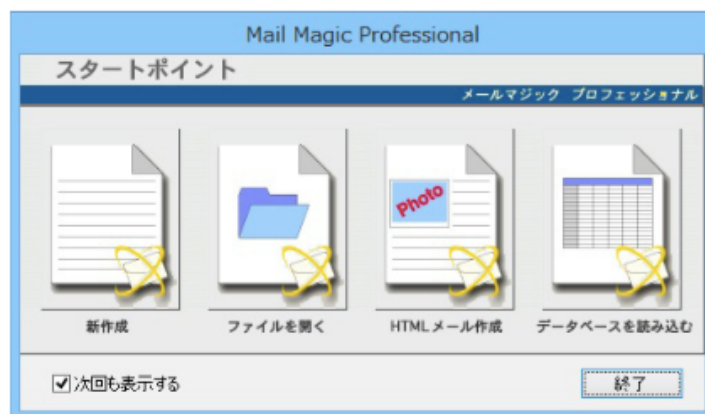 Mail Magic Professional
スタートポイント
メールマジック プロフェッショナル
Photo
新作成
ファイルを開く
HTMLメール作成
データベースを読み込む
次回も表示する
終了